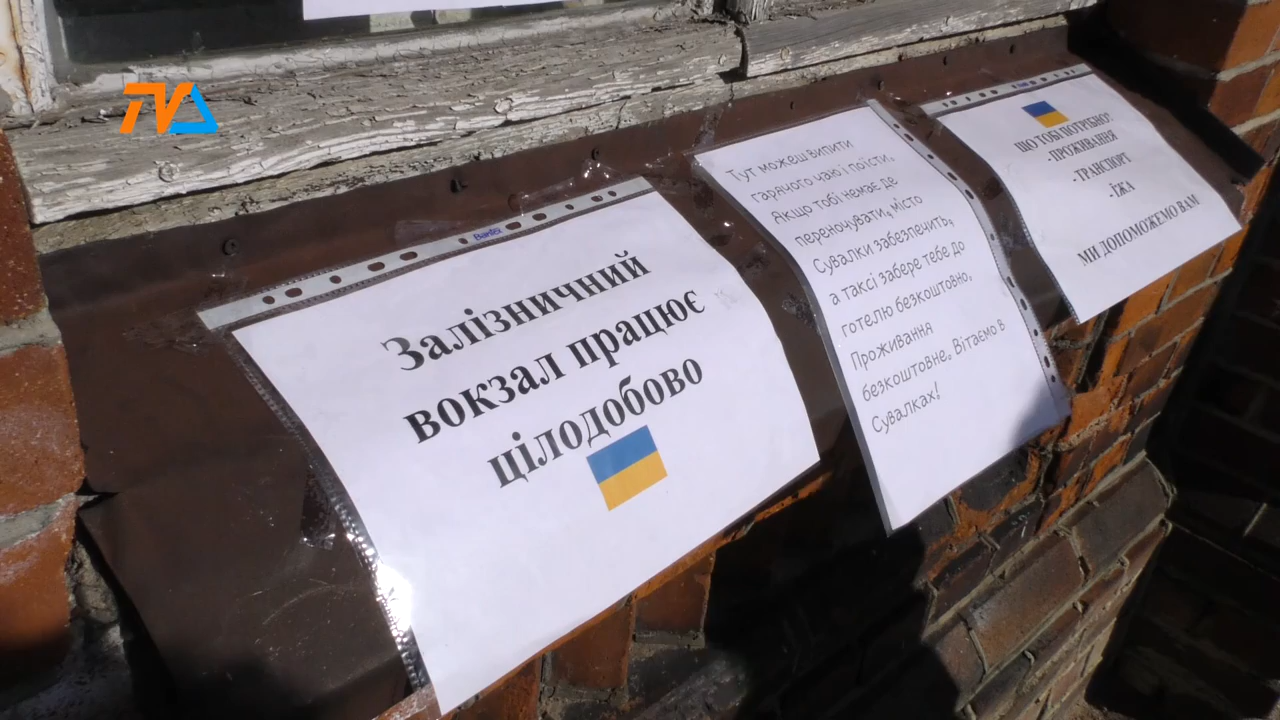 TVS
Bantex
Залізничний
вокзал працює
цілодобово
Тут можеш випити
гарячого чаю і поїсти.
Якщо тобі немає де
переночувати, місто
Сувалки забезпечить,
а таксі забере тебе до
готелю безкоштовно,
Проживання
безкоштовне. Вітаємо в
Сувалках!
ЩО ТОБІ ПОТРІБНО?
- ПРОЖИВАННЯ
- ТРАНСПОРТ
- ЇЖА
МИ ДОПОМОЖЕМО ВАМ